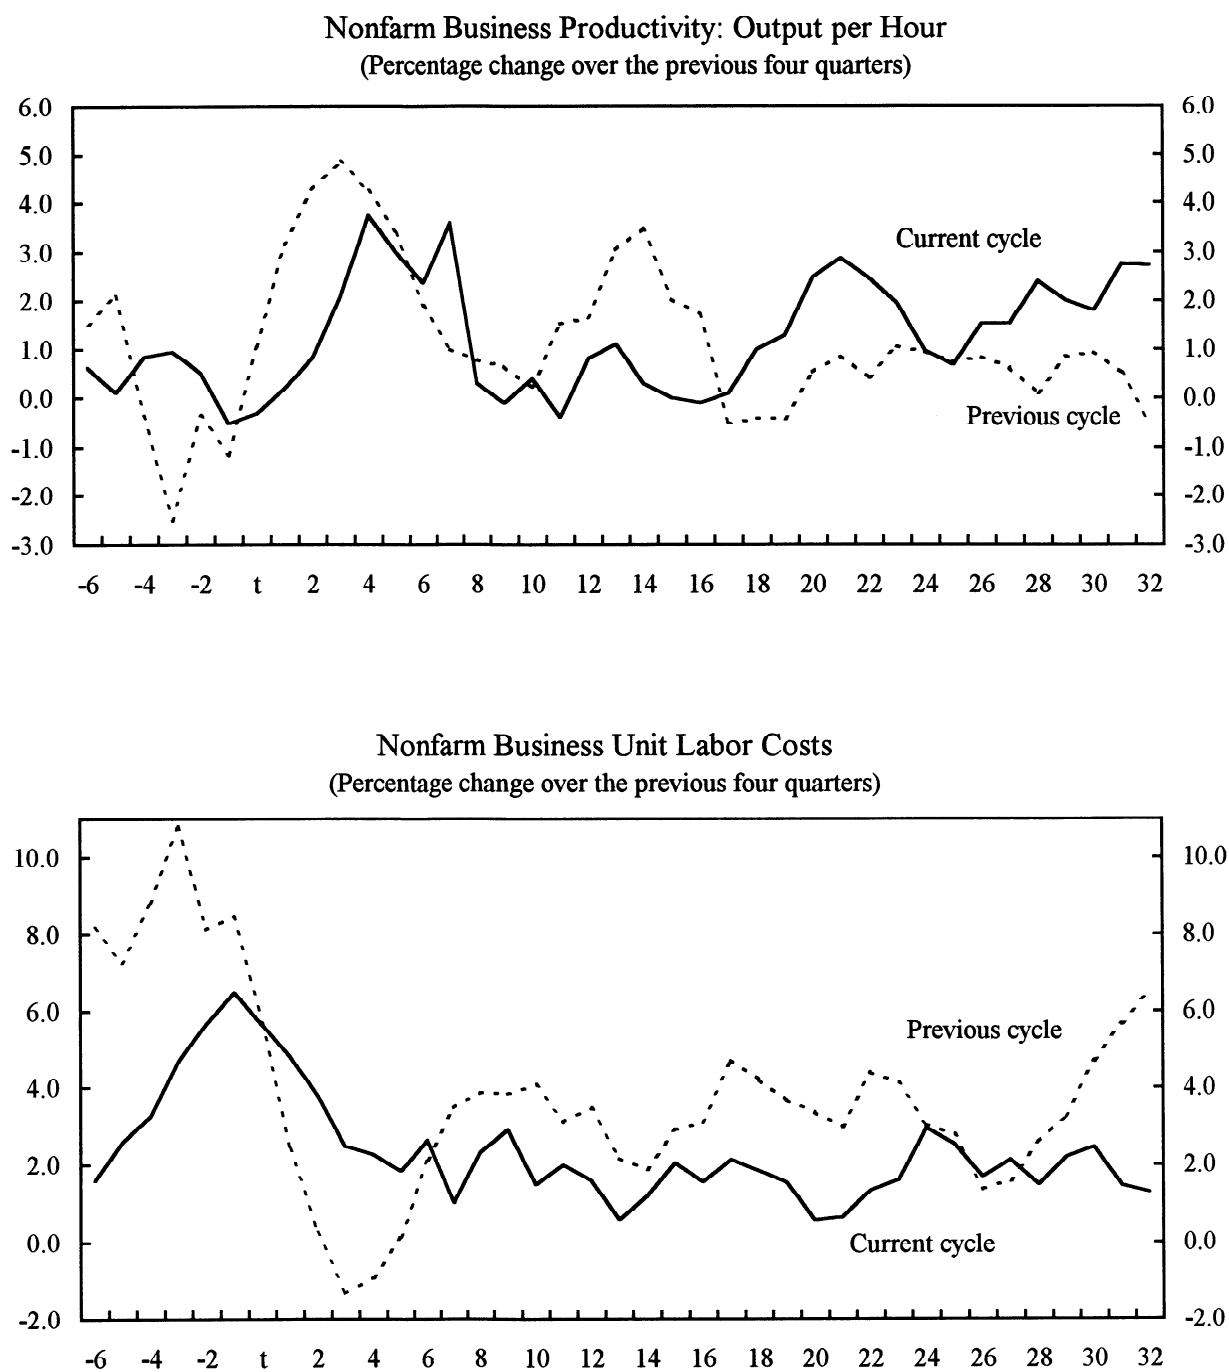 Nonfarm Business Productivity: Output per Hour
(Percentage change over the previous four quarters)
6.0 6.0
5.0 5.0
4.0 4.0
Current cycle
3.0 3.0
2.0 2.0
1.0 1.0
0.0 0.0
Previous cycle
-1.0 -1.0
-2.0 -2.0
-3.0 -3.0
-6 -4 -2 t 2 4 6 8 10 12 14 16 18 20 22 24 26 28 30 32
Nonfarm Business Unit Labor Costs
(Percentage change over the previous four quarters)
10.0 10.0
8.0 8.0
6.0 6.0
Previous cycle
4.0 4.0
2.0 2.0
0.0 0.0
Current cycle
-2.0 -2.0
-6 -4 -2 t 2 4 6 8 10 12 14 16 18 20 22 24 26 28 30 32